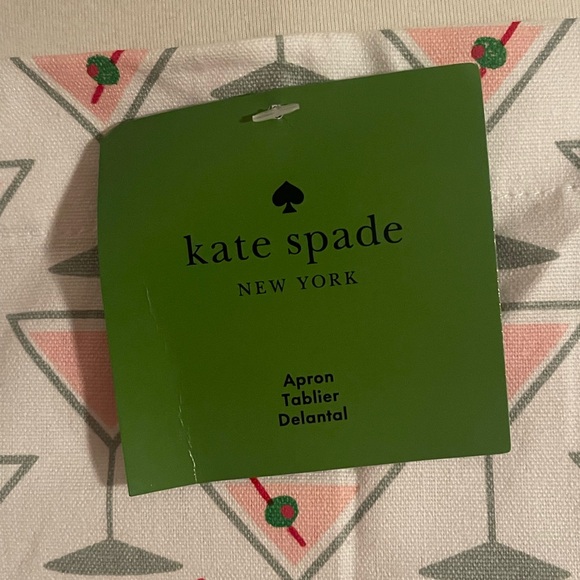 kate spade
NEW YORK
Apron
Tablier
Delantal